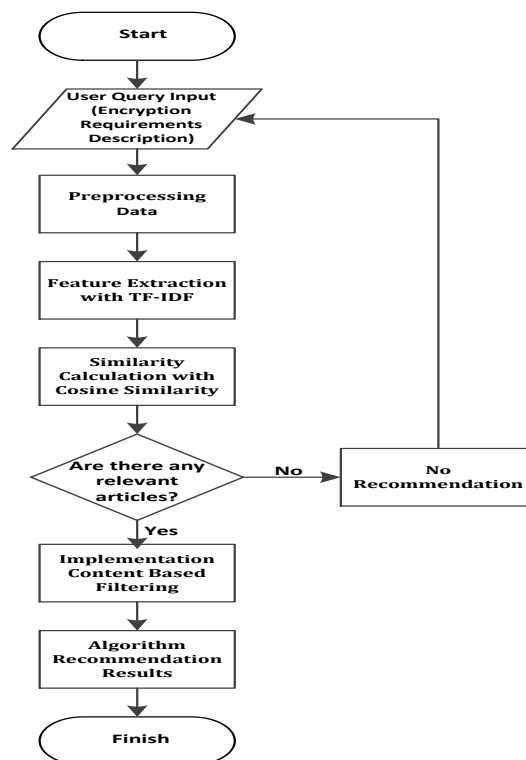 Start
User Query Input
(Encryption
Requirements
Description)
Preprocessing
Data
Feature Extraction
with TF-IDF
Similarity
Calculation with
Cosine Similarity
Are there any
relevant
articles?
No
No
Recommendation
Yes
Implementation
Content Based
Filtering
Algorithm
Recommendation
Results
Finish